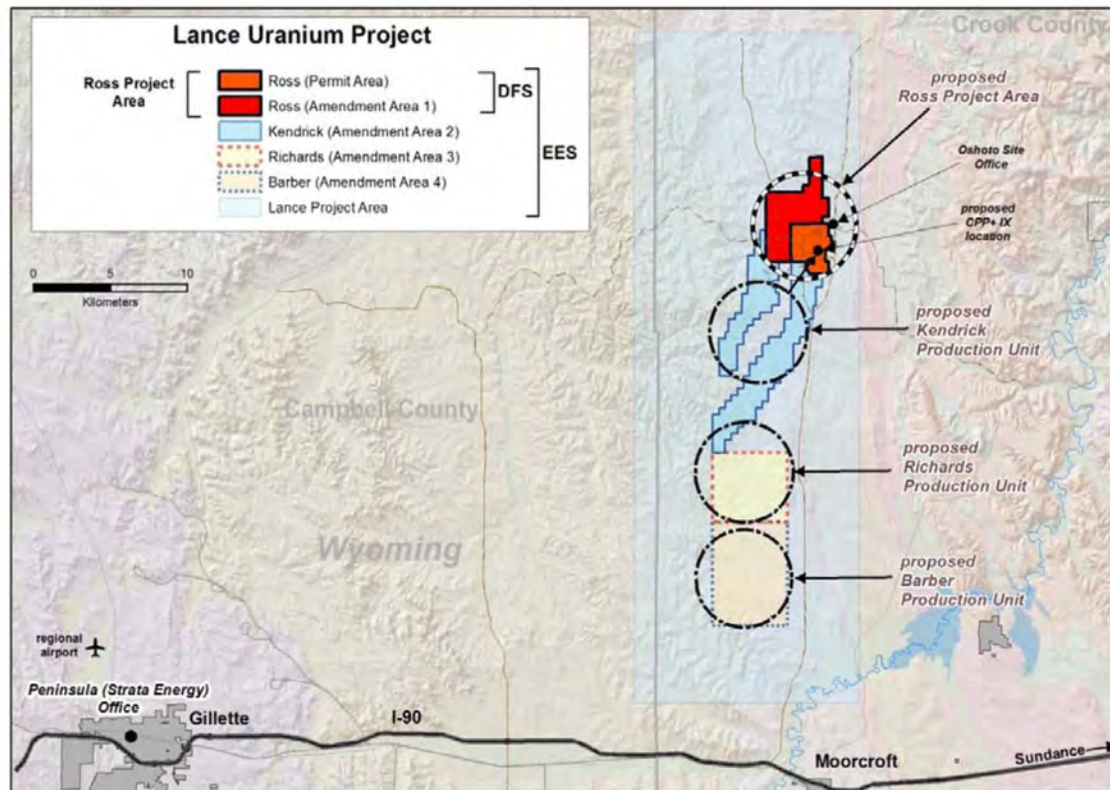 Lance Uranium Project
Ross Project
Area
Ross (Permit Area)
Ross (Amendment Area 1)
DFS
Kendrick (Amendment Area 2)
Richards (Amendment Area 3)
Barber (Amendment Area 4)
Lance Project Area
EES
0
5
10
Kilometers
Crook County
proposed
Ross Project Area
Oshoto Site
Office
proposed
CPP+ IX
location
proposed
Kendrick
Production Unit
Campbell County
proposed
Richards
Production Unit
Wyoming
proposed
Barber
Production Unit
regional
airport
Peninsula (Strata Energy)
Office
Gillette
I-90
Moorcroft
Sundance